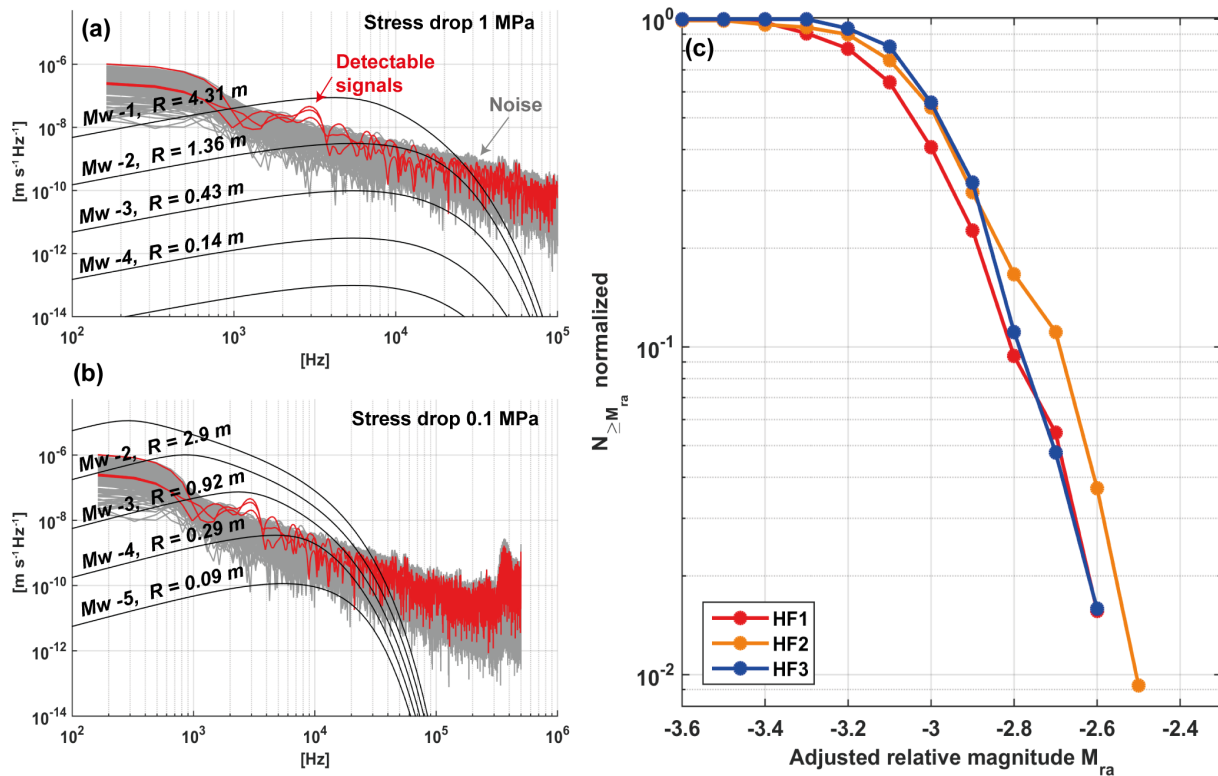 (a)
Stress drop 1 MPa
Detectable
signals
Noise
Mw -1, R = 4.31 m
Mw -2, R = 1.36 m
Mw -3, R = 0.43 m
Mw -4, R = 0.14 m
[m s⁻¹ Hz⁻¹]
10⁻⁶
10⁻⁸
10⁻¹⁰
10⁻¹²
10⁻¹⁴
10² 10³ 10⁴ 10⁵
[Hz]
(b)
Stress drop 0.1 MPa
Mw -2, R = 2.9 m
Mw -3, R = 0.92 m
Mw -4, R = 0.29 m
Mw -5, R = 0.09 m
[m s⁻¹ Hz⁻¹]
10⁻⁶
10⁻⁸
10⁻¹⁰
10⁻¹²
10⁻¹⁴
10² 10³ 10⁴ 10⁵ 10⁶
[Hz]
(c)
10⁰
10⁻¹
10⁻²
N≥Mra normalized
HF1
HF2
HF3
-3.6 -3.4 -3.2 -3 -2.8 -2.6 -2.4
Adjusted relative magnitude Mra